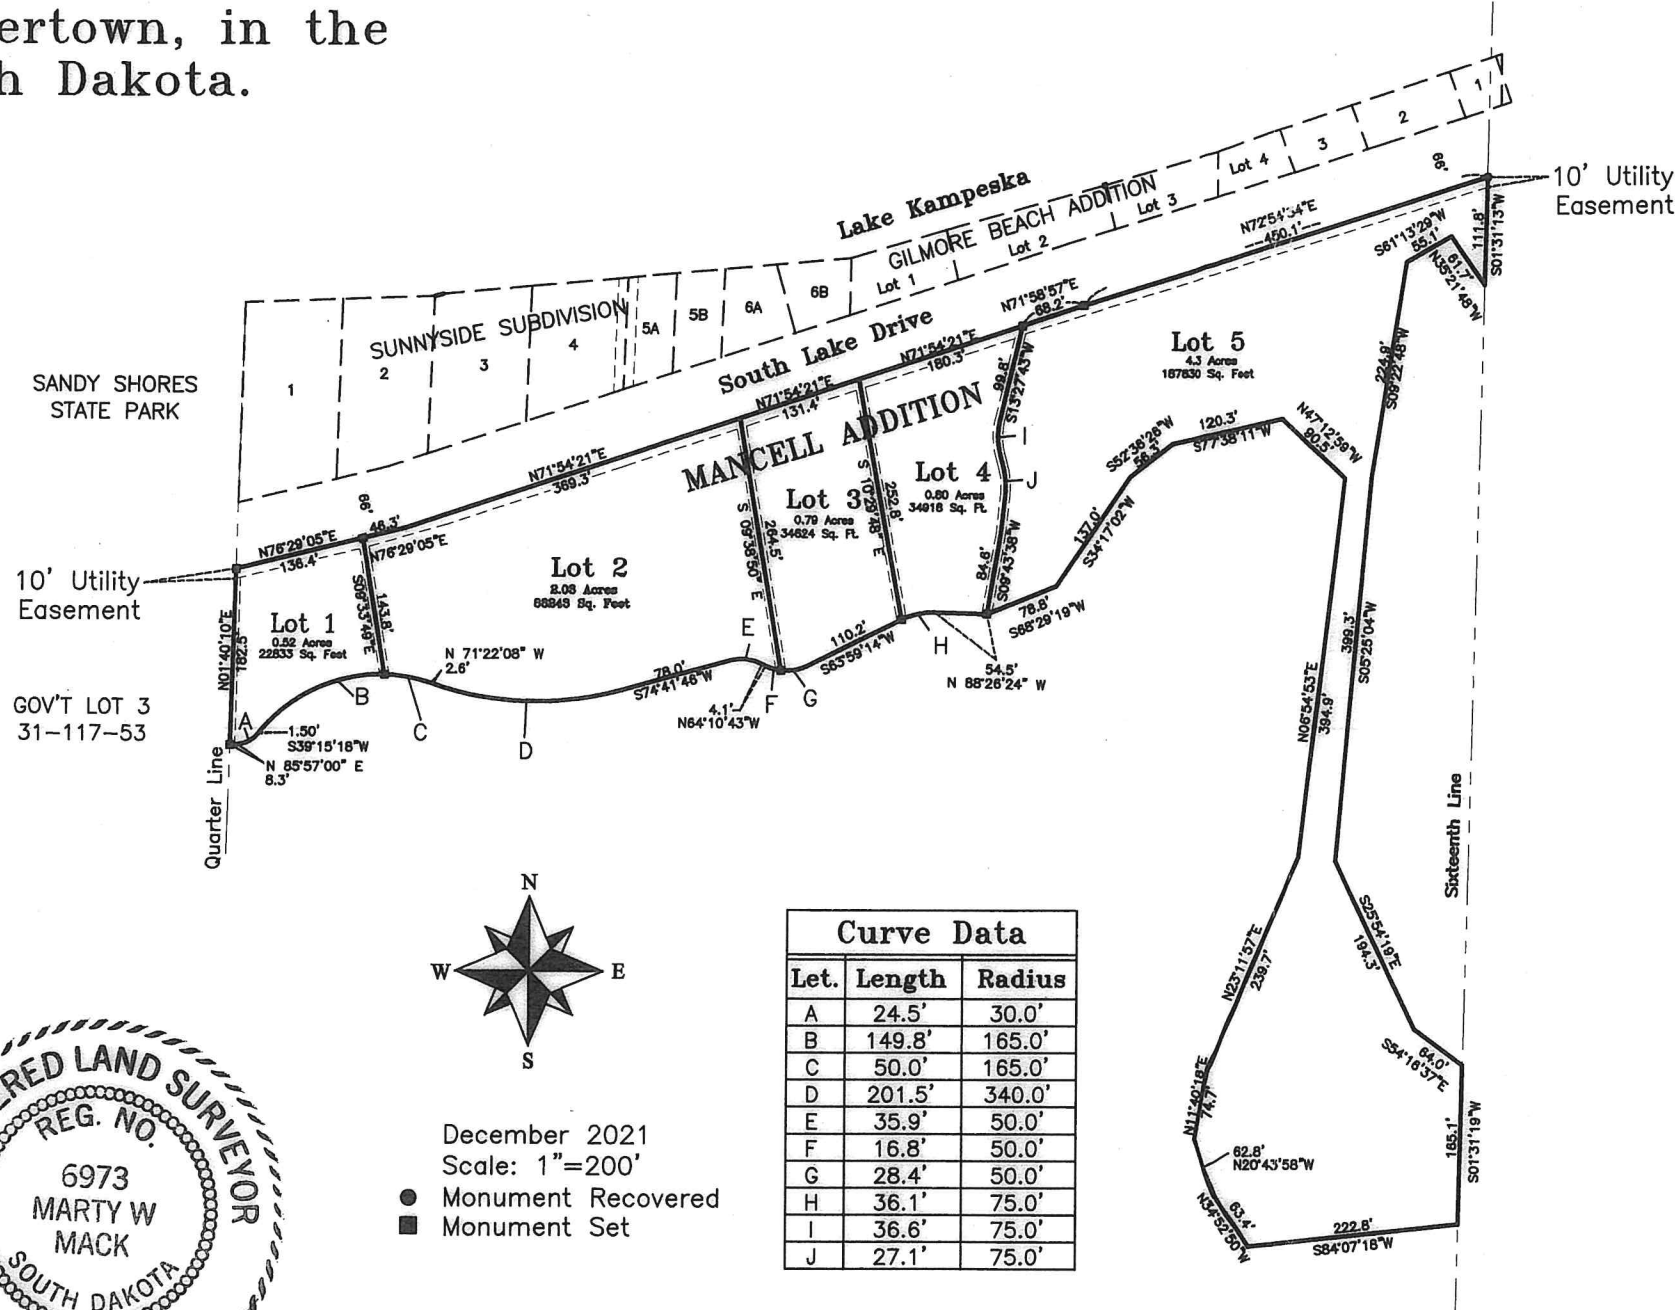 ertown, in the
h Dakota.
Lake Kampeska
GILMORE BEACH ADDITION
Lot 1
Lot 2
Lot 3
Lot 4
3
2
1
66'
10' Utility
Easement
SUNNYSIDE SUBDIVISION
1
2
3
4
5A
5B
6A
6B
South Lake Drive
SANDY SHORES
STATE PARK
MANCELL ADDITION
N76°29'05"E
136.4'
66'
46.3'
N76°29'05"E
N71°54'21"E
369.3'
N71°54'21"E
131.4'
N71°54'21"E
180.3'
N71°58'57"E
68.2'
N72°54'34"E
450.1'
111.8'
S01°31'13"W
S61°13'29"W
55.1'
61.7'
N35°21'48"W
224.9'
S09°22'48"W
10' Utility
Easement
N01°40'10"E
182.5'
Lot 1
0.52 Acres
22833 Sq. Feet
S09°33'49"E
143.8'
Lot 2
2.03 Acres
Lot 3
0.79 Acres
34624 Sq. Ft.
S 09°38'50" E
264.5'
S 10°29'48" E
252.8'
Lot 4
0.80 Acres
34918 Sq. Ft.
99.8'
S13°27'43"W
I
J
84.6'
S09°43'38"W
Lot 5
4.3 Acres
187830 Sq. Feet
S52°38'28"W
58.3'
120.3'
S77°38'11"W
N47°12'59"W
90.5'
137.0'
S34°17'02"W
78.8'
S68°29'19"W
GOV'T LOT 3
31-117-53
A
1.50'
S39°15'18"W
N 85°57'00" E
8.3'
B
C
N 71°22'08" W
2.6'
D
78.0'
S74°41'46"W
E
4.1'
N64°10'43"W
F
G
110.2'
S63°59'14"W
H
54.5'
N 88°26'24" W
Quarter Line
N06°54'53"E
394.9'
399.3'
S05°25'04"W
Sixteenth Line
N23°11'57"E
239.7'
S25°54'19"E
194.3'
64.0'
S54°16'37"E
N11°40'18"E
74.7'
62.8'
N20°43'58"W
N34°52'50"W
63.4'
222.8'
S84°07'18"W
165.1'
S01°31'19"W
N
W
E
S
Curve Data
Let. Length Radius
A 24.5' 30.0'
B 149.8' 165.0'
C 50.0' 165.0'
D 201.5' 340.0'
E 35.9' 50.0'
F 16.8' 50.0'
G 28.4' 50.0'
H 36.1' 75.0'
I 36.6' 75.0'
J 27.1' 75.0'
December 2021
Scale: 1"=200'
Monument Recovered
Monument Set
ERED LAND SURVEYOR
REG. NO.
6973
MARTY W
MACK
SOUTH DAKOTA